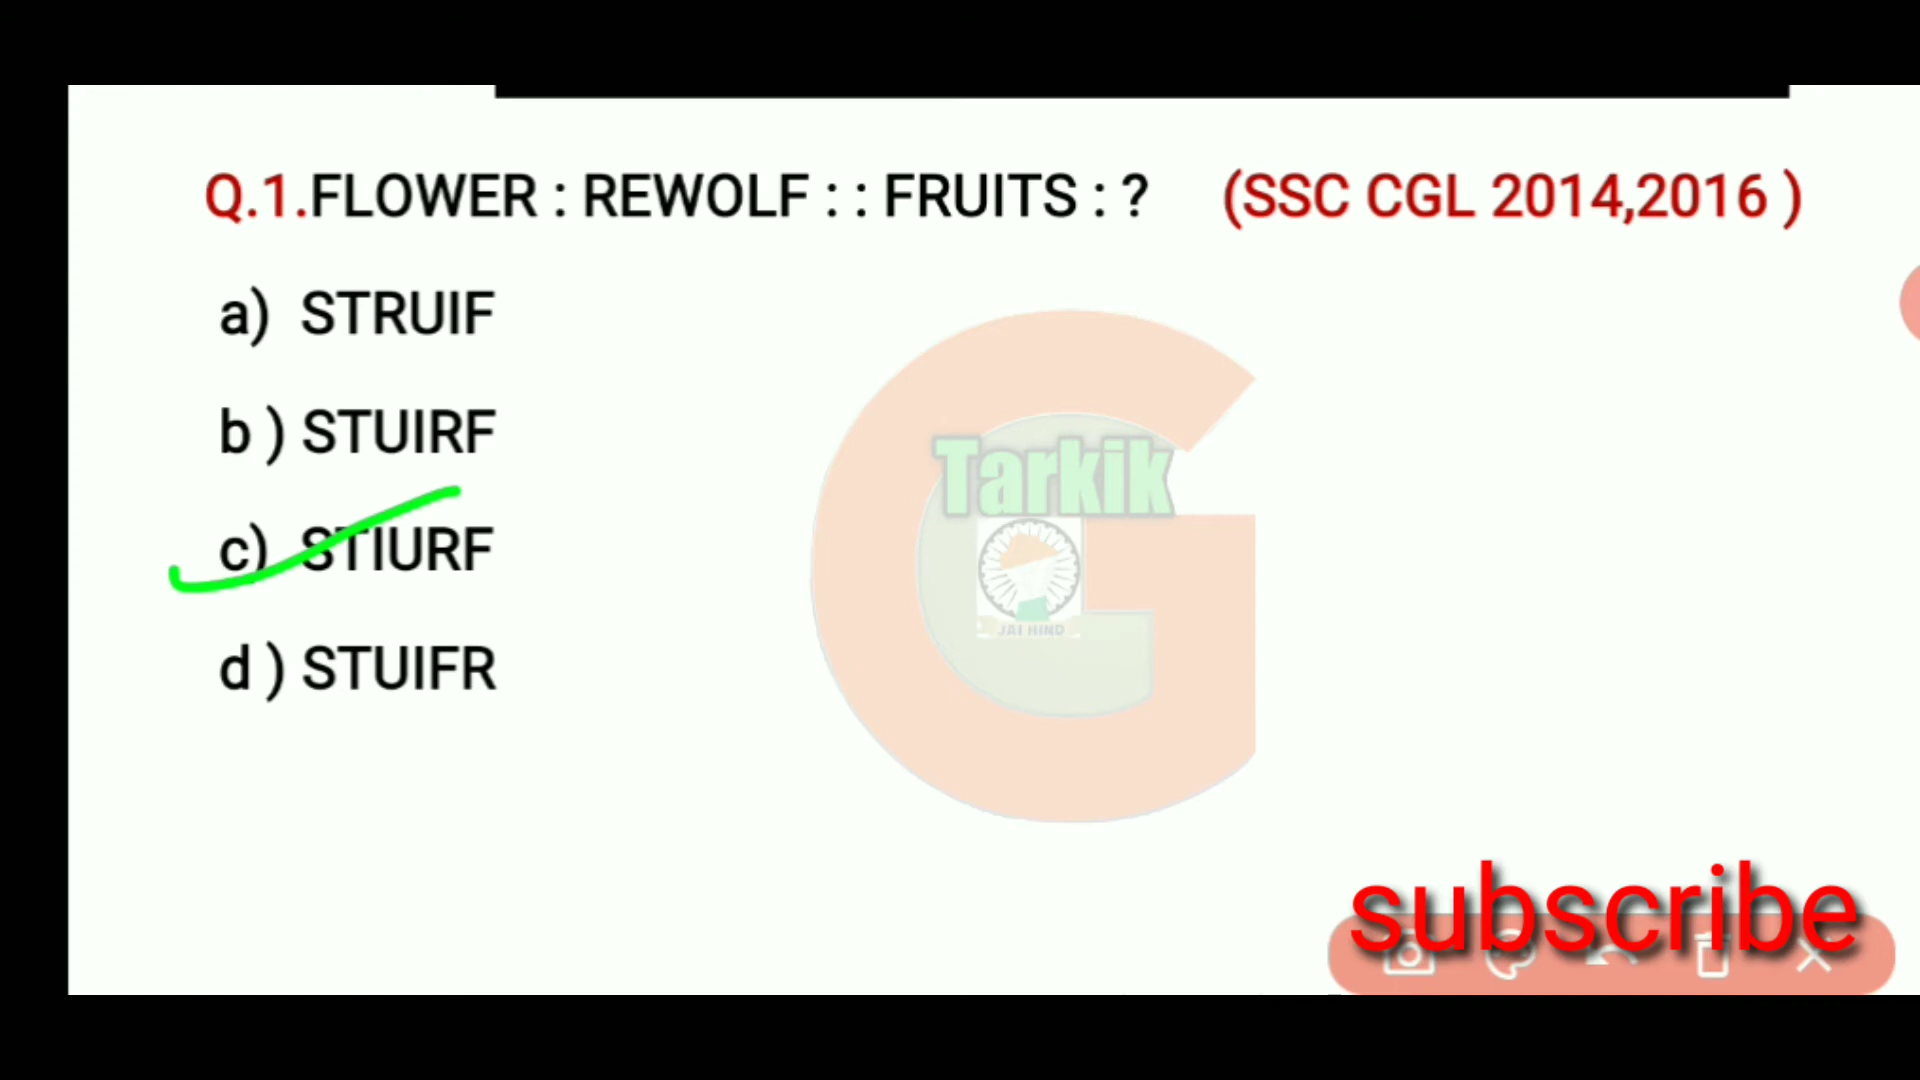 Q.1.FLOWER : REWOLF : : FRUITS : ? (SSC CGL 2014,2016 )
a) STRUIF
b ) STUIRF
c) STIURF
d ) STUIFR
Tarkik
JAI HIND
subscribe